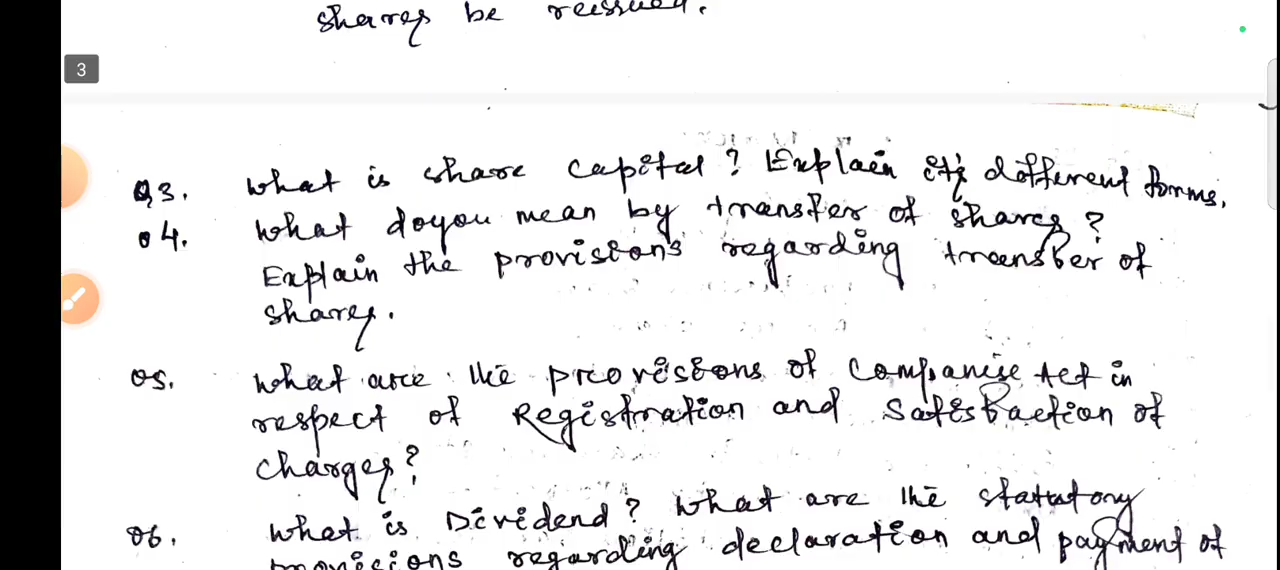 shares be reissued.
3
Q3. What is share capital? Explain it's different forms.
Q4. What do you mean by transfer of shares?
Explain the provisions regarding transfer of
shares.
Q5. What are the provisions of Companies Act in
respect of Registration and Satisfaction of
charges?
Q6. What is Dividend? What are the statutory
provisions regarding declaration and payment of